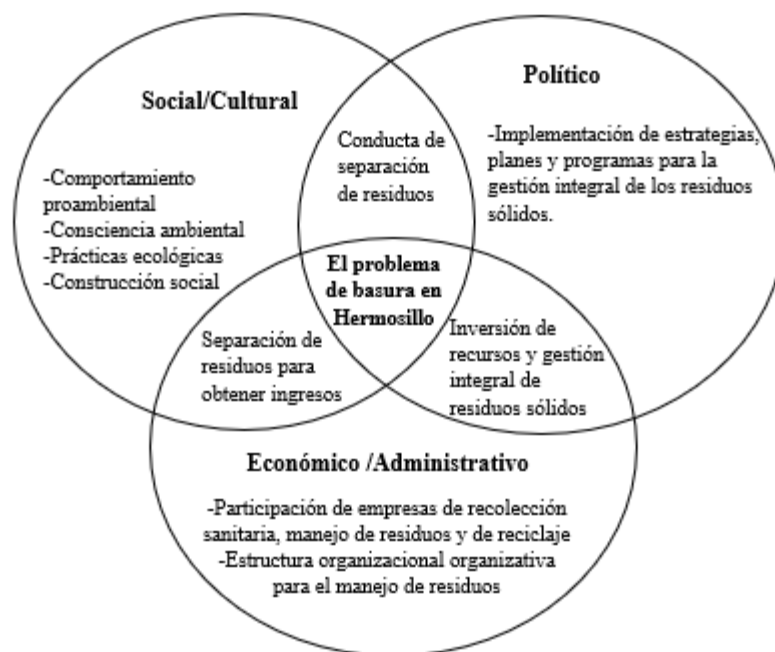 Social/Cultural
-Comportamiento
proambiental
-Consciencia ambiental
-Prácticas ecológicas
-Construcción social
Conducta de
separación
de residuos
Político
-Implementación de estrategias,
planes y programas para la
gestión integral de los residuos
sólidos.
El problema
de basura en
Hermosillo
Separación de
residuos para
obtener ingresos
Inversión de
recursos y gestión
integral de
residuos sólidos
Económico /Administrativo
-Participación de empresas de recolección
sanitaria, manejo de residuos y de reciclaje
-Estructura organizacional organizativa
para el manejo de residuos